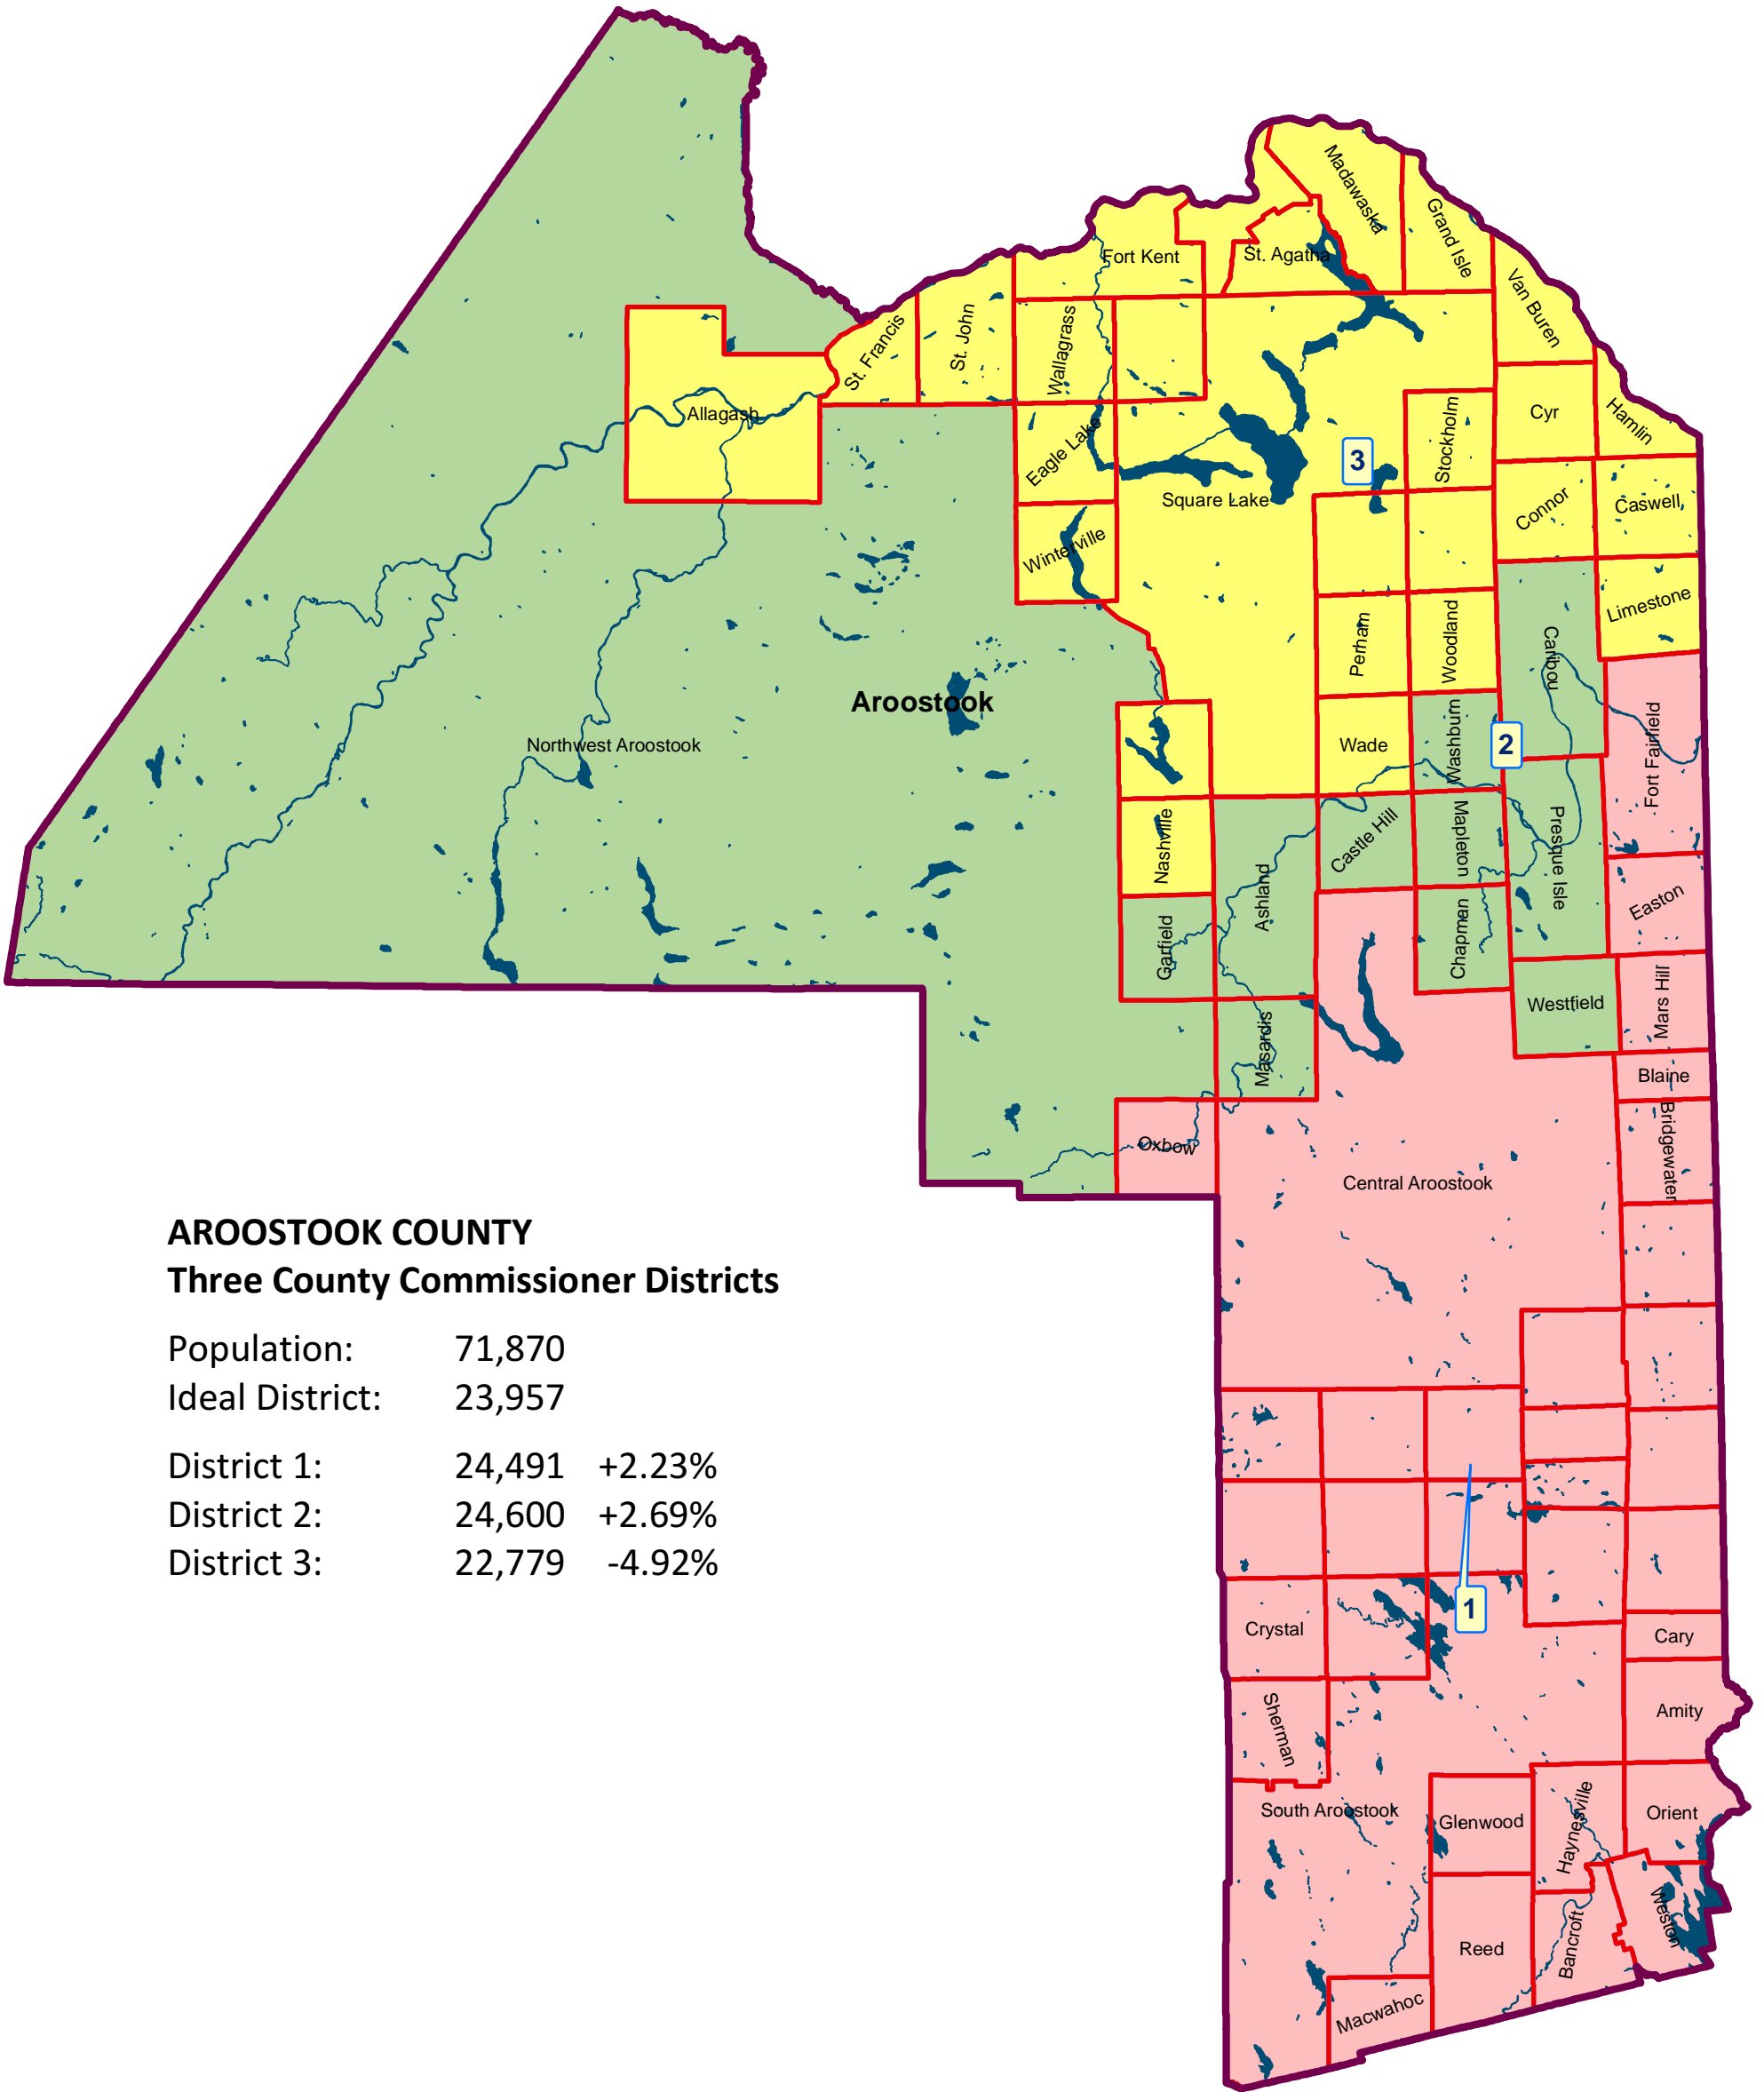 Madawaska
Grand Isle
Fort Kent
St. Agatha
Van Buren
St. Francis
St. John
Wallagrass
Allagash
Eagle Lake
Stockholm
Cyr
Hamlin
3
Square Lake
Connor
Caswell
Winterville
Limestone
Perham
Woodland
Caribou
Aroostook
Northwest Aroostook
Wade
Washburn
2
Fort Fairfield
Nashville
Castle Hill
Mapleton
Presque Isle
Ashland
Easton
Garfield
Chapman
Westfield
Mars Hill
Masardis
Blaine
Bridgewater
Oxbow
Central Aroostook
AROOSTOOK COUNTY
Three County Commissioner Districts
Population: 71,870
Ideal District: 23,957
District 1: 24,491 +2.23%
District 2: 24,600 +2.69%
District 3: 22,779 -4.92%
1
Crystal
Cary
Sherman
Amity
South Aroostook
Glenwood
Haynesville
Orient
Weston
Reed
Bancroft
Macwahoc